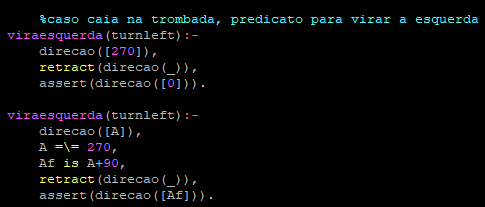 %caso caia na trombada, predicato para virar a esquerda
viraesquerda(turnleft):-
direcao([270]),
retract(direcao(_)),
assert(direcao([0])).
viraesquerda(turnleft):-
direcao([A]),
A =\= 270,
Af is A+90,
retract(direcao(_)),
assert(direcao([Af])).